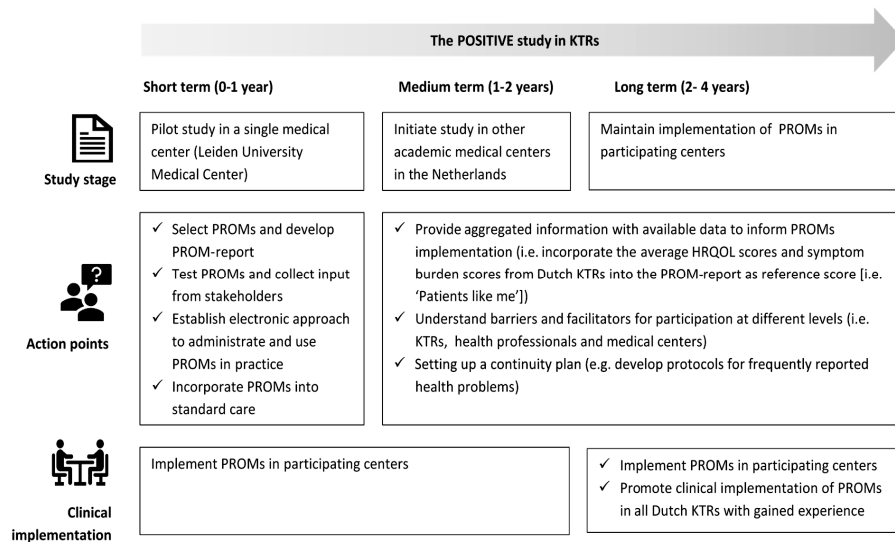 The POSITIVE study in KTRs
Short term (0-1 year)
Medium term (1-2 years)
Long term (2- 4 years)
Study stage
Pilot study in a single medical
center (Leiden University
Medical Center)
Initiate study in other
academic medical centers
in the Netherlands
Maintain implementation of PROMs in
participating centers
?
Action points
✓ Select PROMs and develop
PROM-report
✓ Test PROMs and collect input
from stakeholders
✓ Establish electronic approach
to administrate and use
PROMs in practice
✓ Incorporate PROMs into
standard care
✓ Provide aggregated information with available data to inform PROMs
implementation (i.e. incorporate the average HRQOL scores and symptom
burden scores from Dutch KTRs into the PROM-report as reference score [i.e.
'Patients like me'])
✓ Understand barriers and facilitators for participation at different levels (i.e.
KTRs, health professionals and medical centers)
✓ Setting up a continuity plan (e.g. develop protocols for frequently reported
health problems)
Clinical
implementation
Implement PROMs in participating centers
✓ Implement PROMs in participating centers
✓ Promote clinical implementation of PROMs
in all Dutch KTRs with gained experience